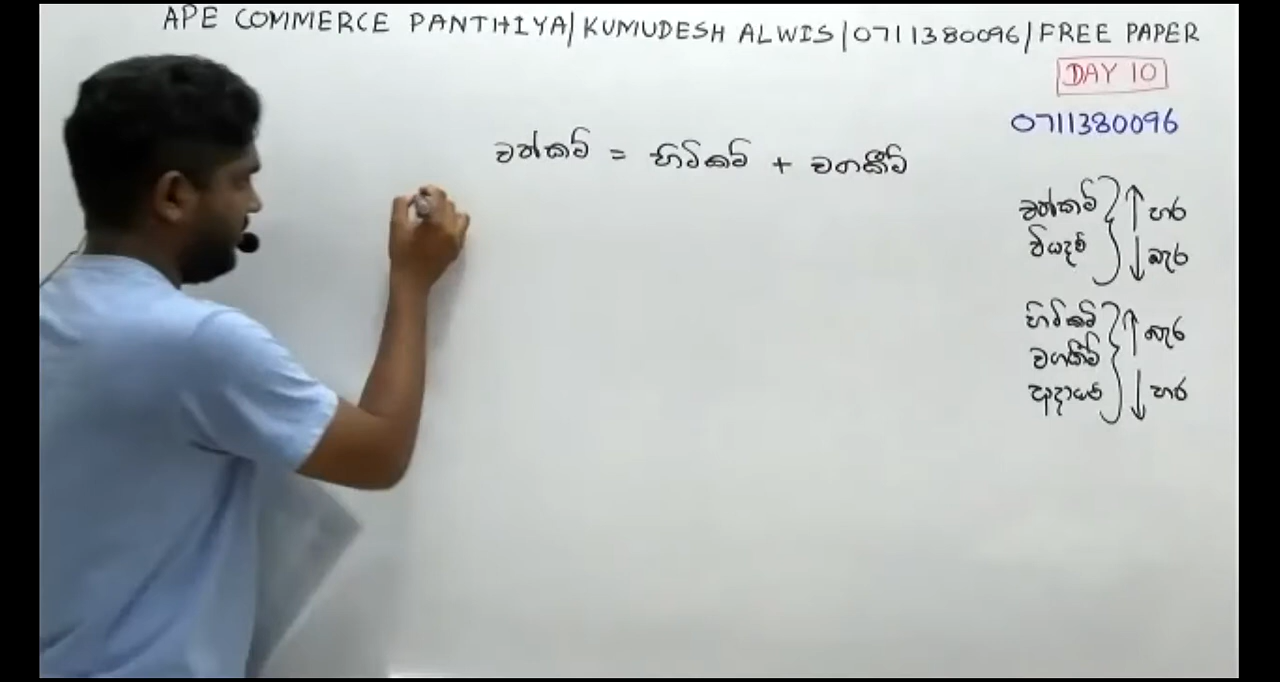 APE COMMERCE PANTHIYA/KUMUDESH ALWIS/0711380096/FREE PAPER
DAY 10
0711380096
වත්කම් = හිමිකම් + වගකීම්
වත්කම් ↑ හර
වියදම් ↓ බැර
හිමිකම් ↑ බැර
වගකීම්
ආදායම් ↓ හර